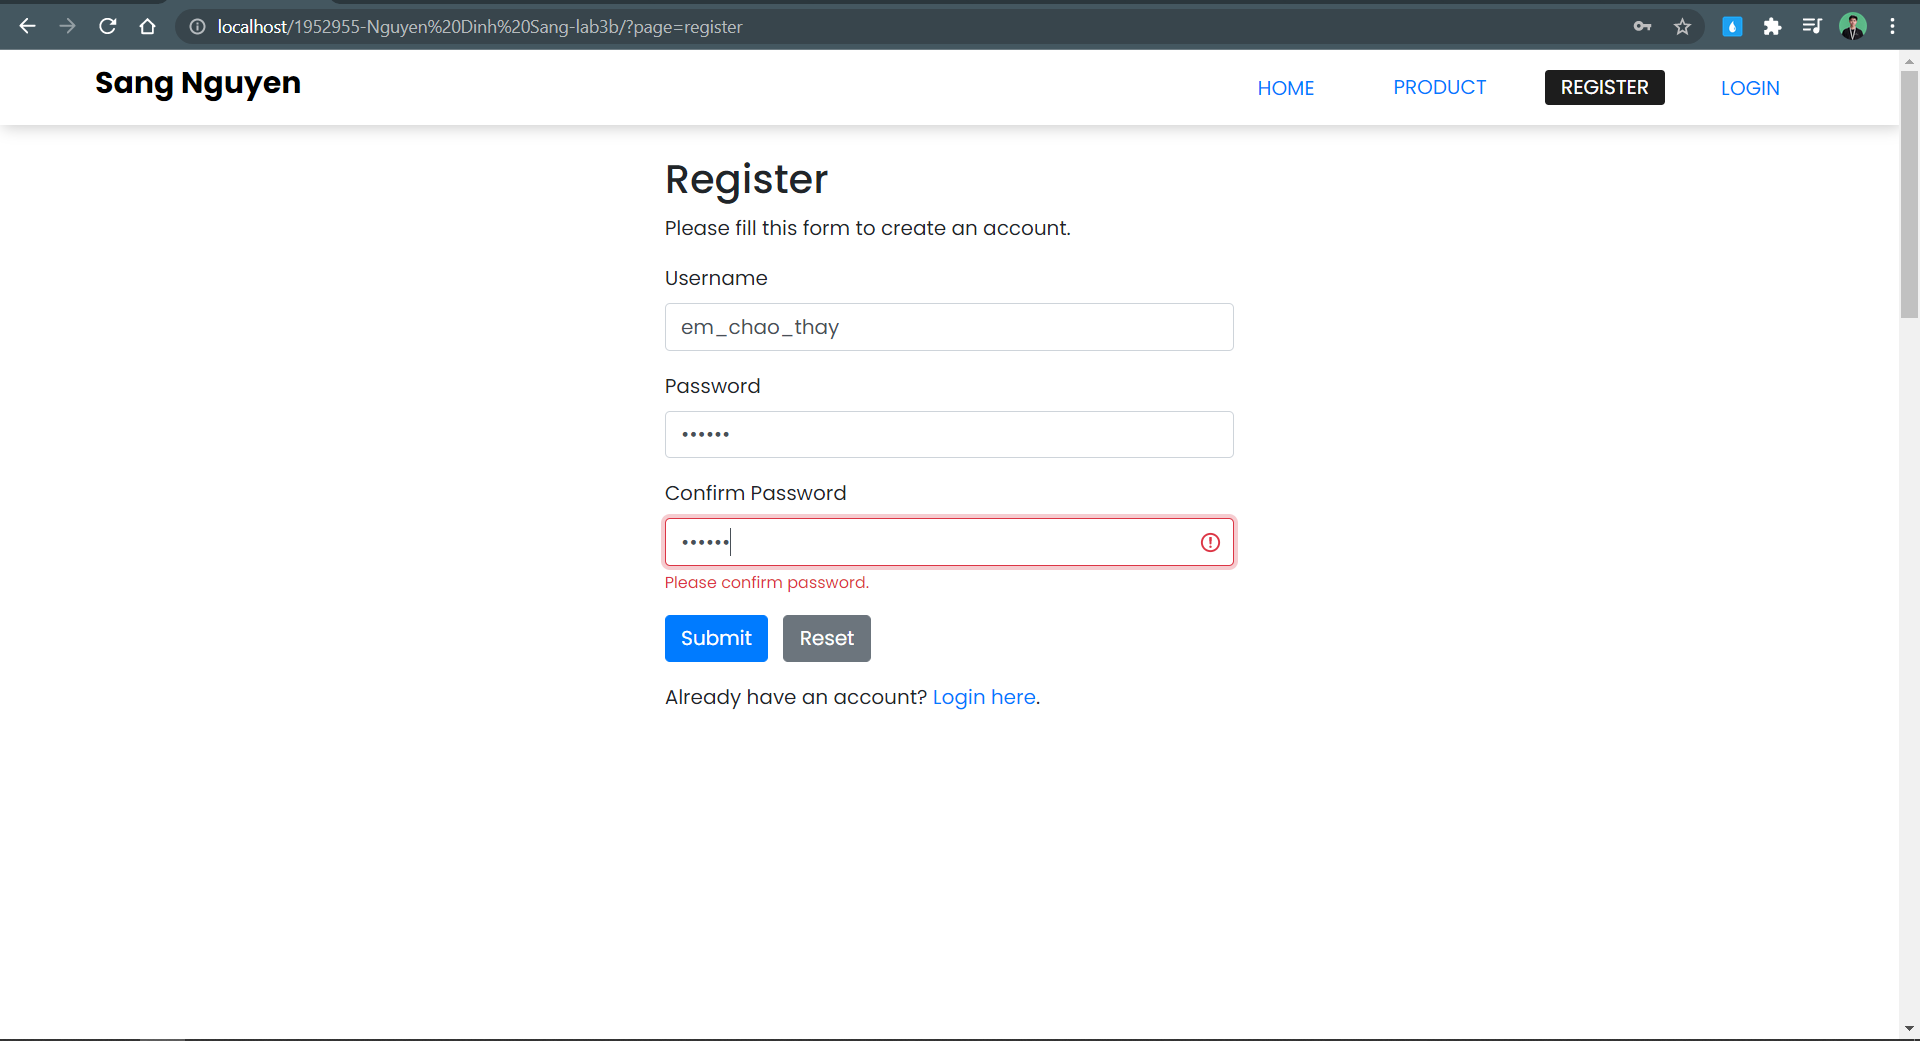 localhost/1952955-Nguyen%20Dinh%20Sang-lab3b/?page=register
Sang Nguyen
HOME PRODUCT REGISTER LOGIN
Register
Please fill this form to create an account.
Username
em_chao_thay
Password
••••••
Confirm Password
••••••
Please confirm password.
Submit Reset
Already have an account? Login here.